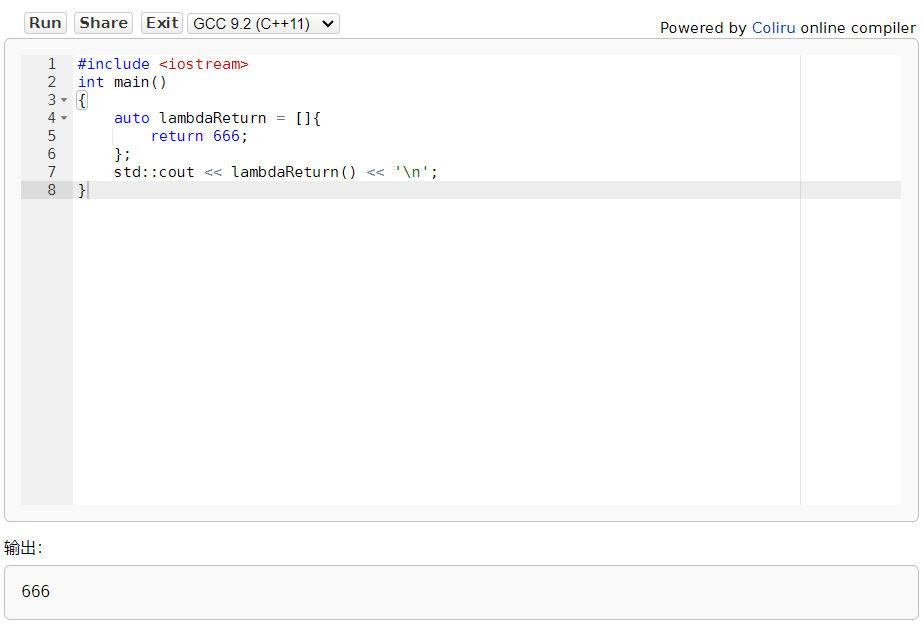 Run Share Exit GCC 9.2 (C++11)
Powered by Coliru online compiler
1 #include <iostream>
2 int main()
3 {
4     auto lambdaReturn = []{
5         return 666;
6     };
7     std::cout << lambdaReturn() << '\n';
8 }
输出:
666